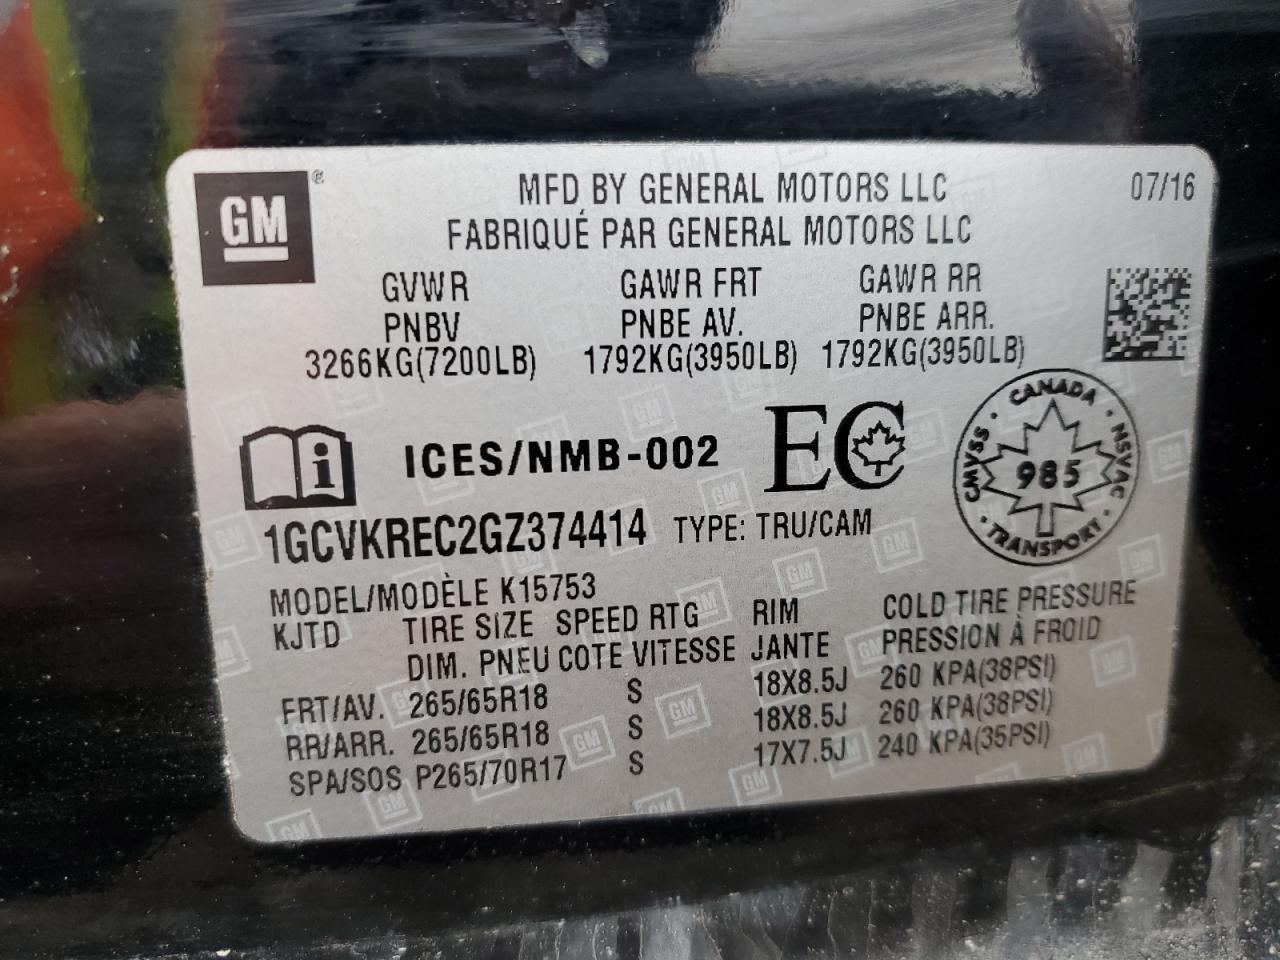 GM ®
MFD BY GENERAL MOTORS LLC 07/16
FABRIQUÉ PAR GENERAL MOTORS LLC
GVWR GAWR FRT GAWR RR
PNBV PNBE AV. PNBE ARR.
3266KG(7200LB) 1792KG(3950LB) 1792KG(3950LB)
i ICES/NMB-002 EC
CANADA
CMVSS 985 NSVAC
TRANSPORT
1GCVKREC2GZ374414 TYPE: TRU/CAM
MODEL/MODÈLE K15753
KJTD TIRE SIZE SPEED RTG RIM COLD TIRE PRESSURE
DIM. PNEU COTE VITESSE JANTE PRESSION À FROID
FRT/AV. 265/65R18 S 18X8.5J 260 KPA(38PSI)
RR/ARR. 265/65R18 S 18X8.5J 260 KPA(38PSI)
SPA/SOS P265/70R17 S 17X7.5J 240 KPA(35PSI)